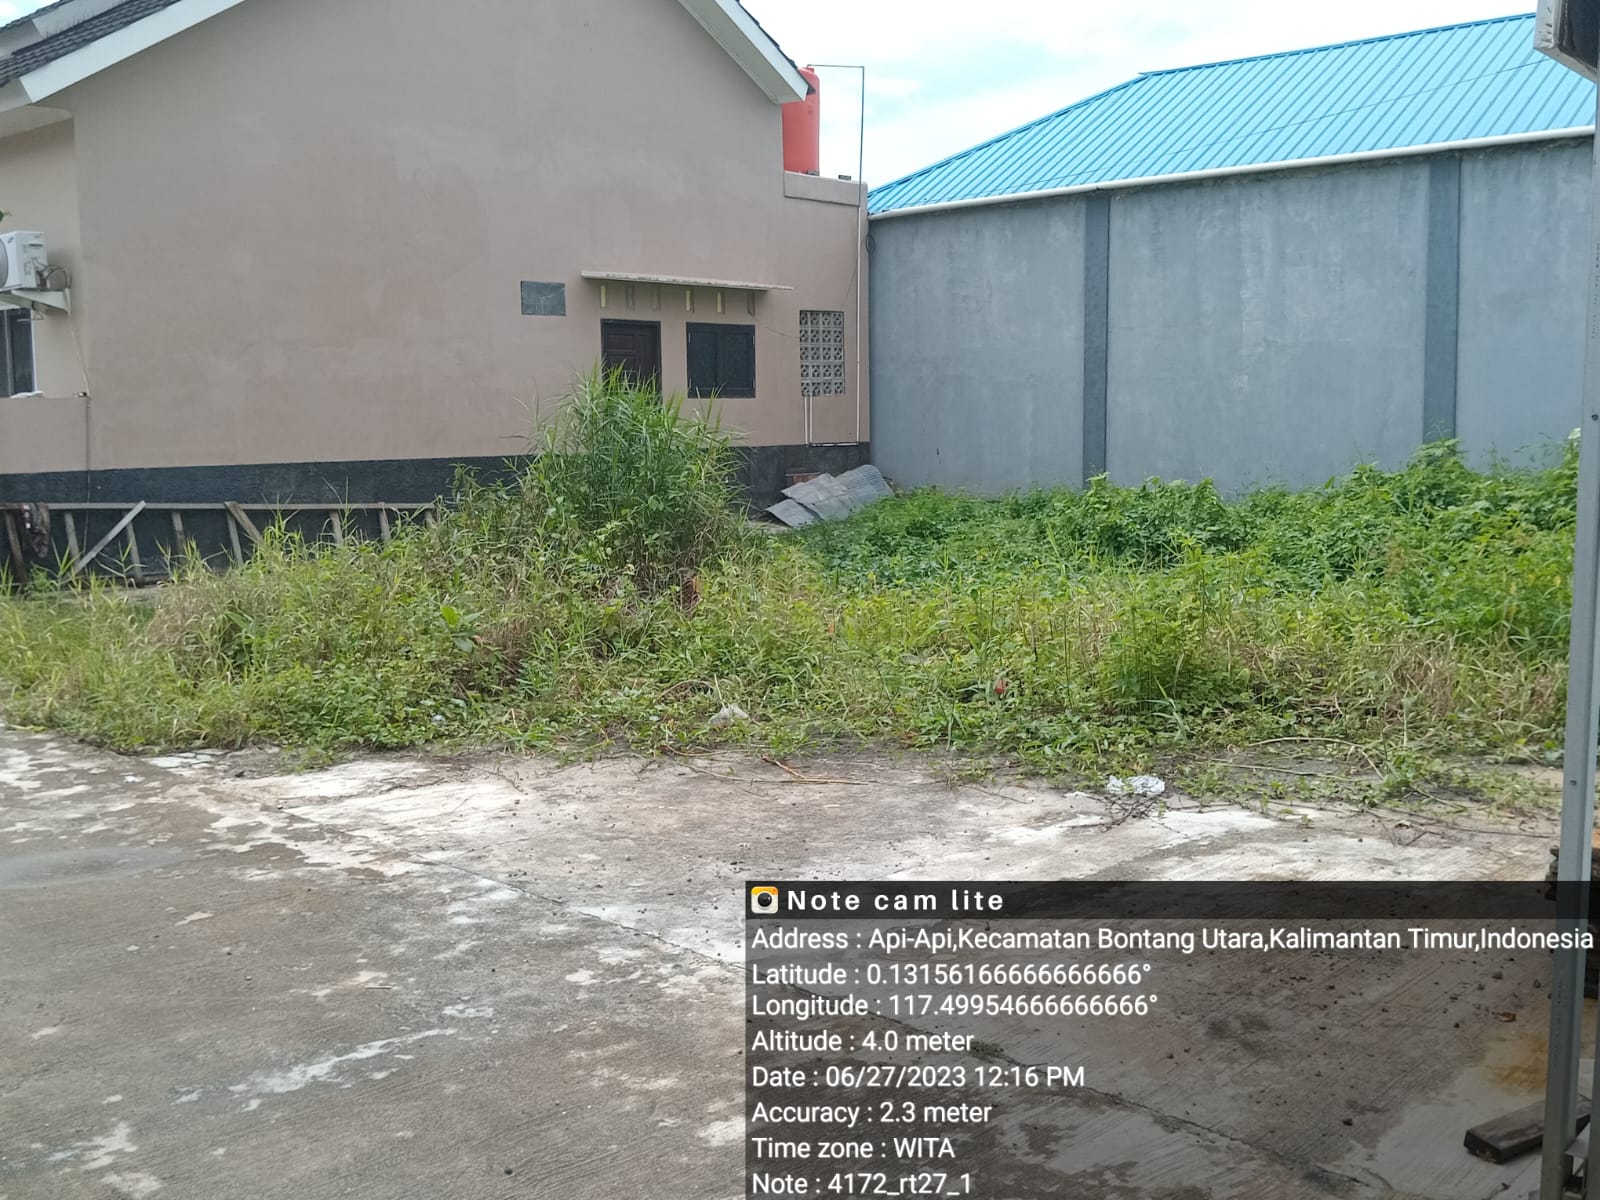 Note cam lite
Address : Api-Api,Kecamatan Bontang Utara,Kalimantan Timur,Indonesia
Latitude : 0.13156166666666666°
Longitude : 117.49954666666666°
Altitude : 4.0 meter
Date : 06/27/2023 12:16 PM
Accuracy : 2.3 meter
Time zone : WITA
Note : 4172_rt27_1